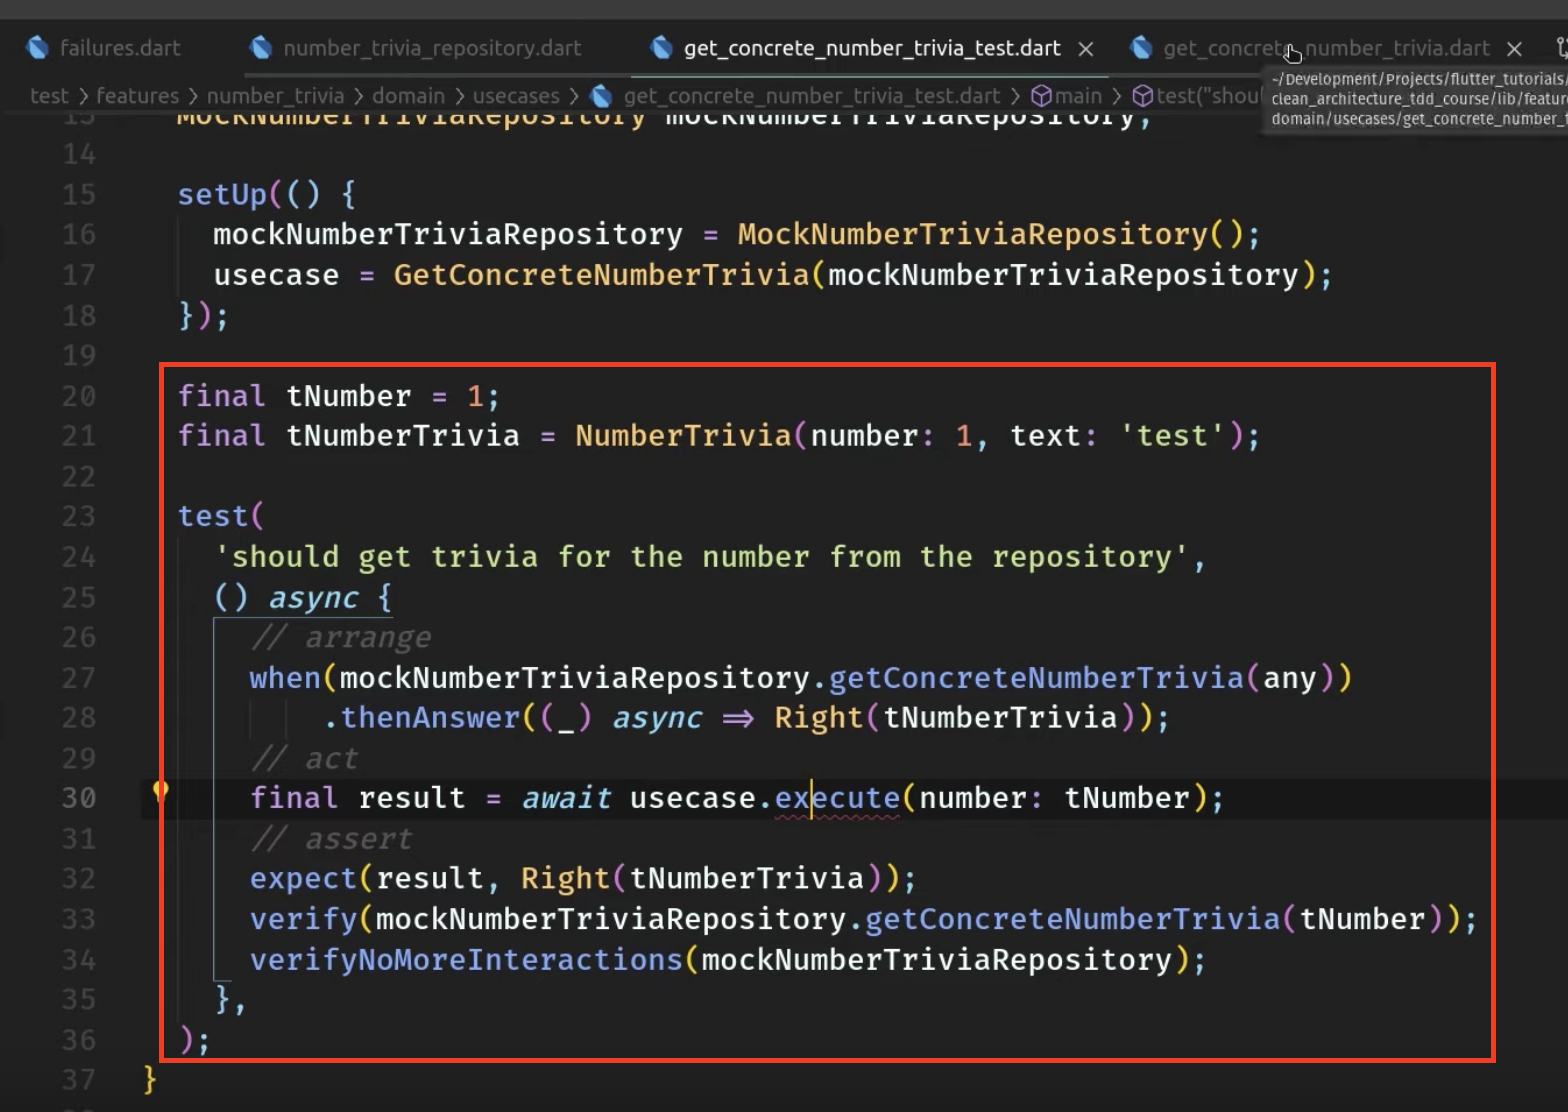 failures.dart number_trivia_repository.dart get_concrete_number_trivia_test.dart × get_concrete_number_trivia.dart ×
test > features > number_trivia > domain > usecases > get_concrete_number_trivia_test.dart > main > test("shou
~/Development/Projects/flutter_tutorials/
clean_architecture_tdd_course/lib/featur
domain/usecases/get_concrete_number_t
13 MockNumberTriviaRepository mockNumberTriviaRepository;
14
15 setUp(() {
16 mockNumberTriviaRepository = MockNumberTriviaRepository();
17 usecase = GetConcreteNumberTrivia(mockNumberTriviaRepository);
18 });
19
20 final tNumber = 1;
21 final tNumberTrivia = NumberTrivia(number: 1, text: 'test');
22
23 test(
24 'should get trivia for the number from the repository',
25 () async {
26 // arrange
27 when(mockNumberTriviaRepository.getConcreteNumberTrivia(any))
28 .thenAnswer((_) async => Right(tNumberTrivia));
29 // act
30 final result = await usecase.execute(number: tNumber);
31 // assert
32 expect(result, Right(tNumberTrivia));
33 verify(mockNumberTriviaRepository.getConcreteNumberTrivia(tNumber));
34 verifyNoMoreInteractions(mockNumberTriviaRepository);
35 },
36 );
37 }